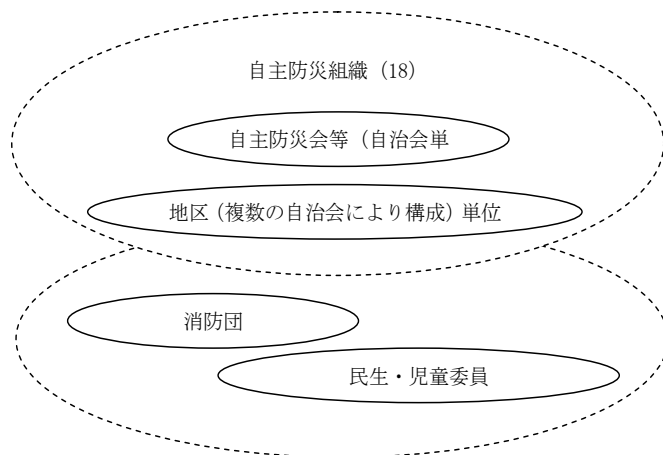 自主防災組織（18）
自主防災会等（自治会単
地区（複数の自治会により構成）単位
消防団
民生・児童委員